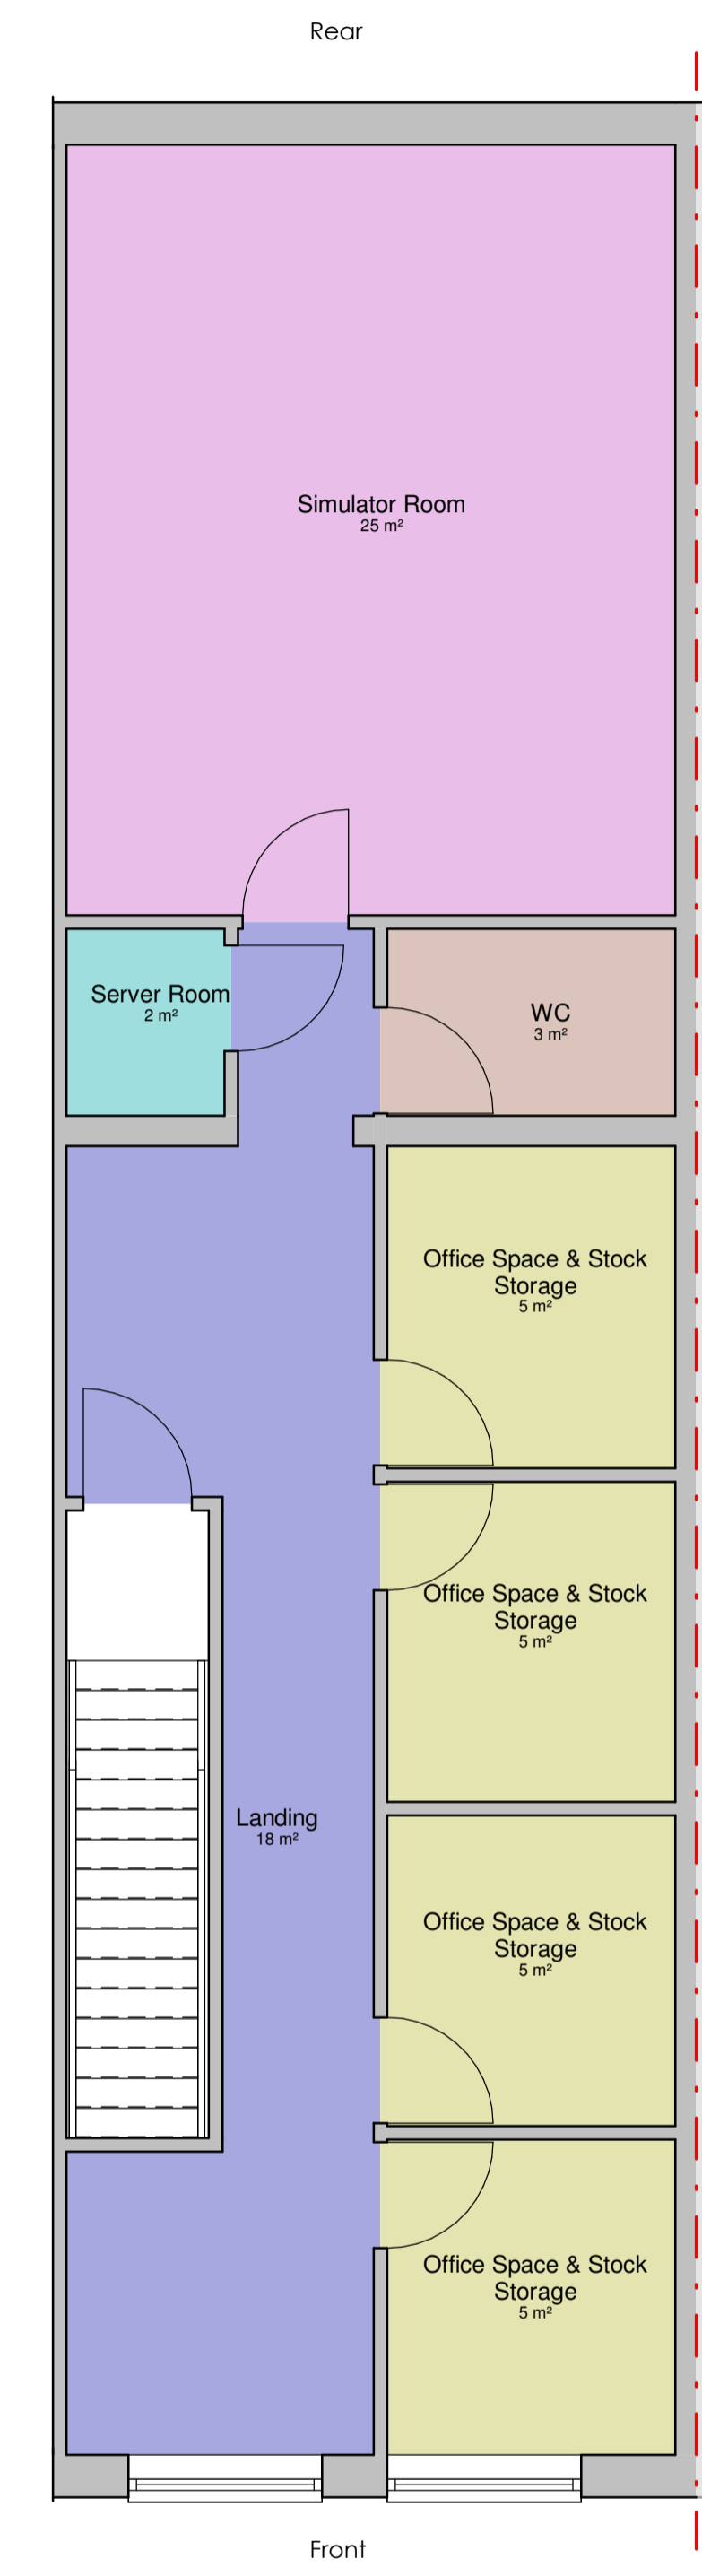 Rear
Simulator Room
25 m²
Server Room
2 m²
WC
3 m²
Office Space & Stock
Storage
5 m²
Office Space & Stock
Storage
5 m²
Landing
18 m²
Office Space & Stock
Storage
5 m²
Office Space & Stock
Storage
5 m²
Front